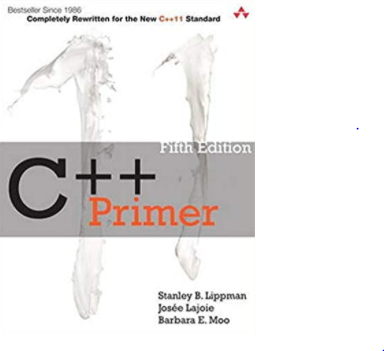 Bestseller Since 1986
Completely Rewritten for the New C++11 Standard
Fifth Edition
C++
Primer
Stanley B. Lippman
Josée Lajoie
Barbara E. Moo